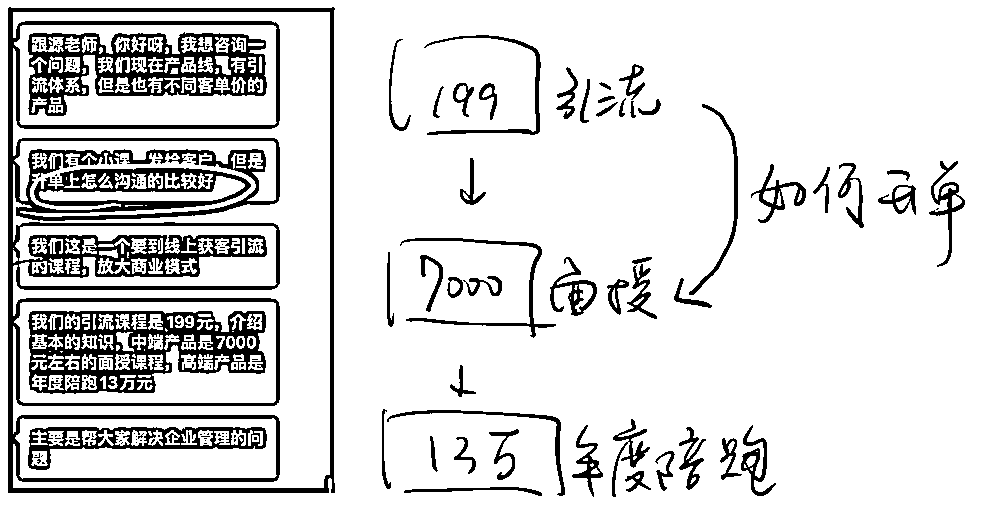 跟源老师，你好呀，我想咨询一
个问题，我们现在产品线，有引
流体系，但是也有不同客单价的
产品
我们有个小课，发给客户，但是
升单上怎么沟通的比较好
我们这是一个要到线上获客引流
的课程，放大商业模式
我们的引流课程是199元，介绍
基本的知识，中端产品是7000
元左右的面授课程，高端产品是
年度陪跑13万元
主要是帮大家解决企业管理的问
题
199 引流
↓
7000 面授
↓
13万 年度陪跑
如何
单